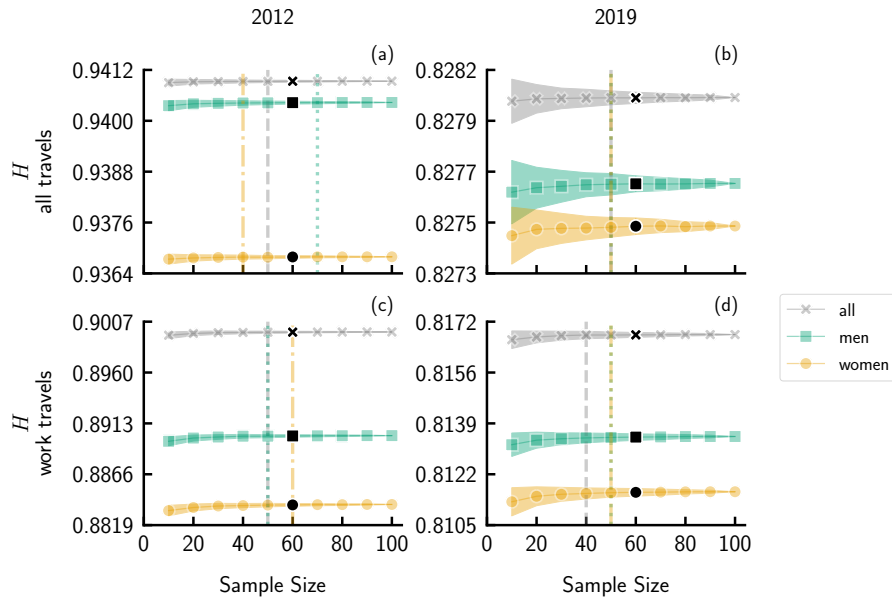 2012
2019
(a)
(b)
0.9412
0.9400
0.9388
0.9376
0.9364
H
all travels
0.8282
0.8279
0.8277
0.8275
0.8273
(c)
(d)
0.9007
0.8960
0.8913
0.8866
0.8819
H
work travels
0.8172
0.8156
0.8139
0.8122
0.8105
all
men
women
0 20 40 60 80 100
0 20 40 60 80 100
Sample Size
Sample Size